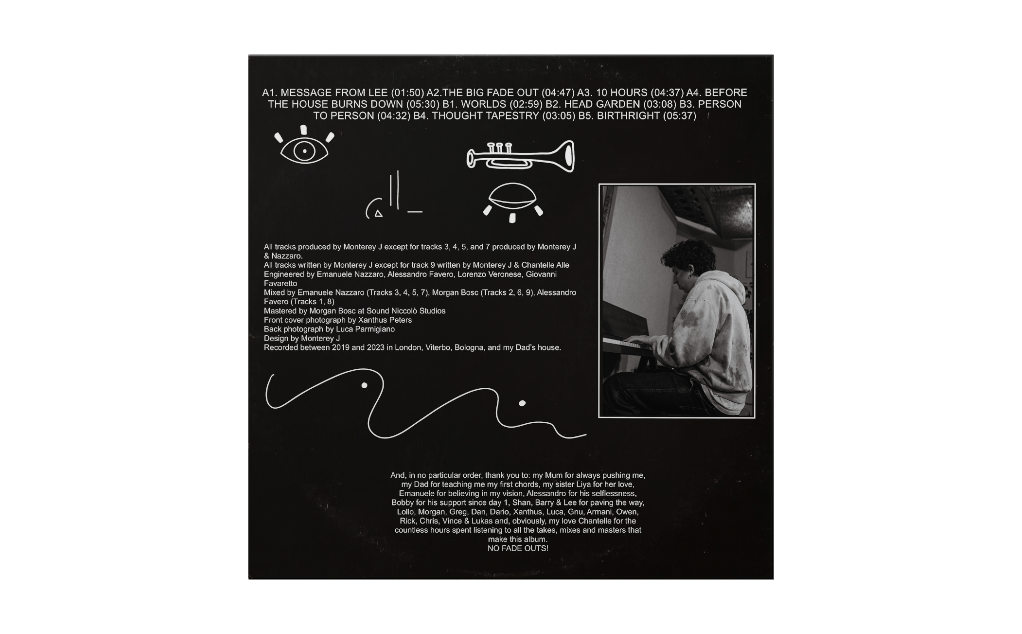 A1. MESSAGE FROM LEE (01:50) A2.THE BIG FADE OUT (04:47) A3. 10 HOURS (04:37) A4. BEFORE
THE HOUSE BURNS DOWN (05:30) B1. WORLDS (02:59) B2. HEAD GARDEN (03:08) B3. PERSON
TO PERSON (04:32) B4. THOUGHT TAPESTRY (03:05) B5. BIRTHRIGHT (05:37)
All tracks produced by Monterey J except for tracks 3, 4, 5, and 7 produced by Monterey J
& Nazzaro.
All tracks written by Monterey J except for track 9 written by Monterey J & Chantelle Alle
Engineered by Emanuele Nazzaro, Alessandro Favero, Lorenzo Veronese, Giovanni
Favaretto
Mixed by Emanuele Nazzaro (Tracks 3, 4, 5, 7), Morgan Bosc (Tracks 2, 6, 9), Alessandro
Favero (Tracks 1, 8)
Mastered by Morgan Bosc at Sound Niccolò Studios
Front cover photograph by Xanthus Peters
Back photograph by Luca Parmigiano
Design by Monterey J
Recorded between 2019 and 2023 in London, Viterbo, Bologna, and my Dad's house.
And, in no particular order, thank you to: my Mum for always pushing me,
my Dad for teaching me my first chords, my sister Liya for her love,
Emanuele for believing in my vision, Alessandro for his selflessness,
Bobby for his support since day 1, Shan, Barry & Lee for paving the way,
Lollo, Morgan, Greg, Dan, Dario, Xanthus, Luca, Gnu, Armani, Owen,
Rick, Chris, Vince & Lukas and, obviously, my love Chantelle for the
countless hours spent listening to all the takes, mixes and masters that
make this album.
NO FADE OUTS!